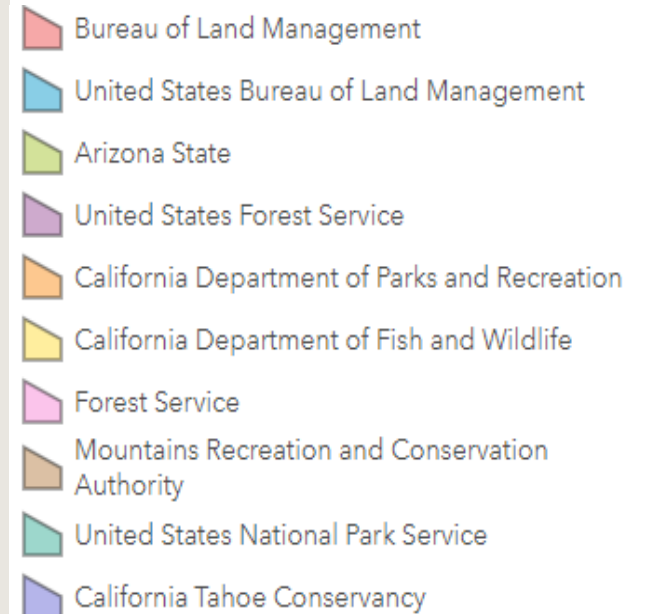 Bureau of Land Management
United States Bureau of Land Management
Arizona State
United States Forest Service
California Department of Parks and Recreation
California Department of Fish and Wildlife
Forest Service
Mountains Recreation and Conservation
Authority
United States National Park Service
California Tahoe Conservancy